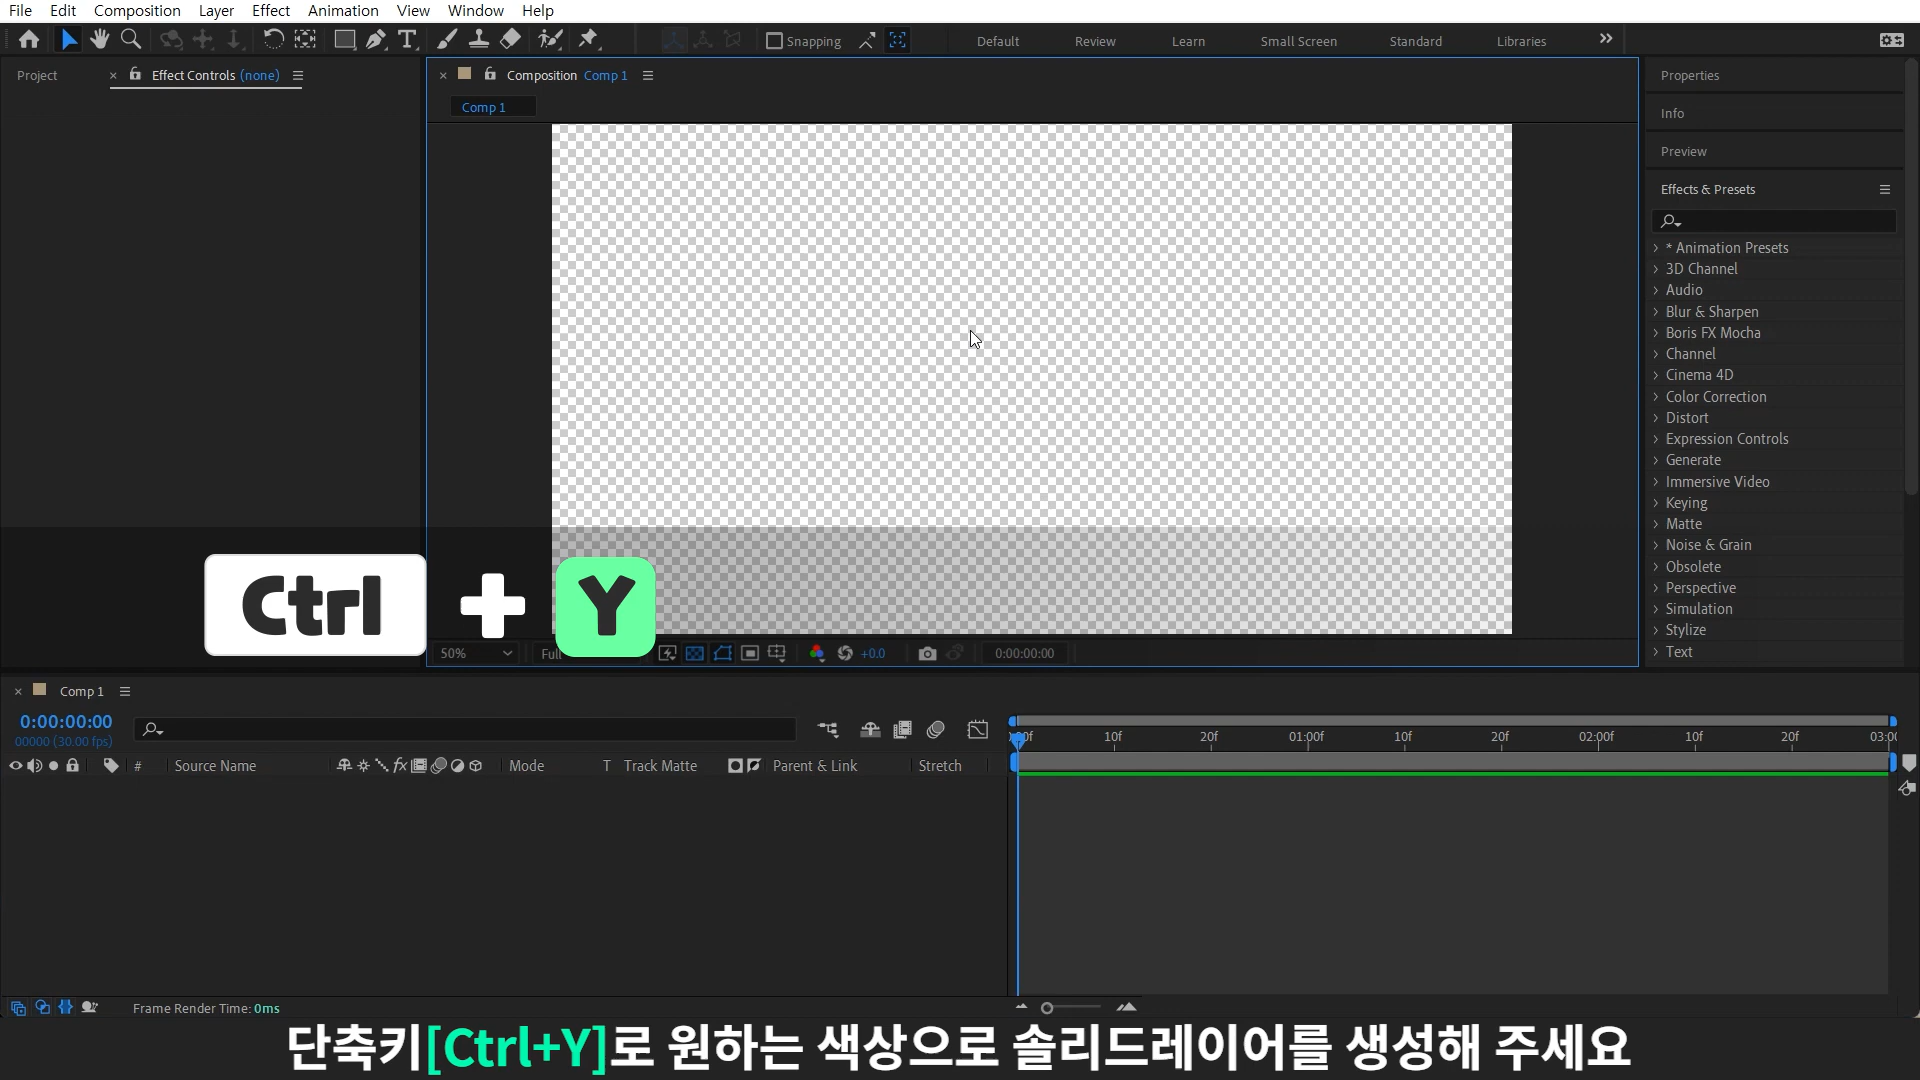 File Edit Composition Layer Effect Animation View Window Help
Snapping Default Review Learn Small Screen Standard Libraries
Project
Effect Controls (none)
Composition Comp 1
Comp 1
Properties
Info
Preview
Effects & Presets
* Animation Presets
3D Channel
Audio
Blur & Sharpen
Boris FX Mocha
Channel
Cinema 4D
Color Correction
Distort
Expression Controls
Generate
Immersive Video
Keying
Matte
Noise & Grain
Obsolete
Perspective
Simulation
Stylize
Text
Ctrl + Y
50% Full +0.0 0:00:00:00
Comp 1
0:00:00:00
00000 (30.00 fps)
10f 20f 01:00f 10f 20f 02:00f 10f 20f
# Source Name fx Mode T Track Matte Parent & Link Stretch
Frame Render Time: 0ms
단축키[Ctrl+Y]로 원하는 색상으로 솔리드레이어를 생성해 주세요